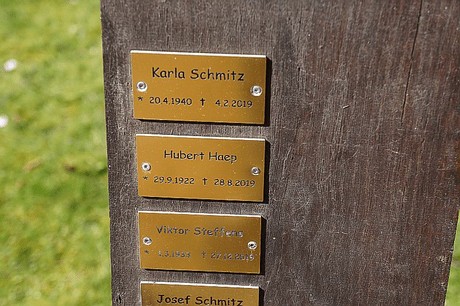 Karla Schmitz
* 20.4.1940 † 4.2.2019
Hubert Haep
* 29.9.1922 † 28.8.2019
Viktor Steffens
Josef Schmitz